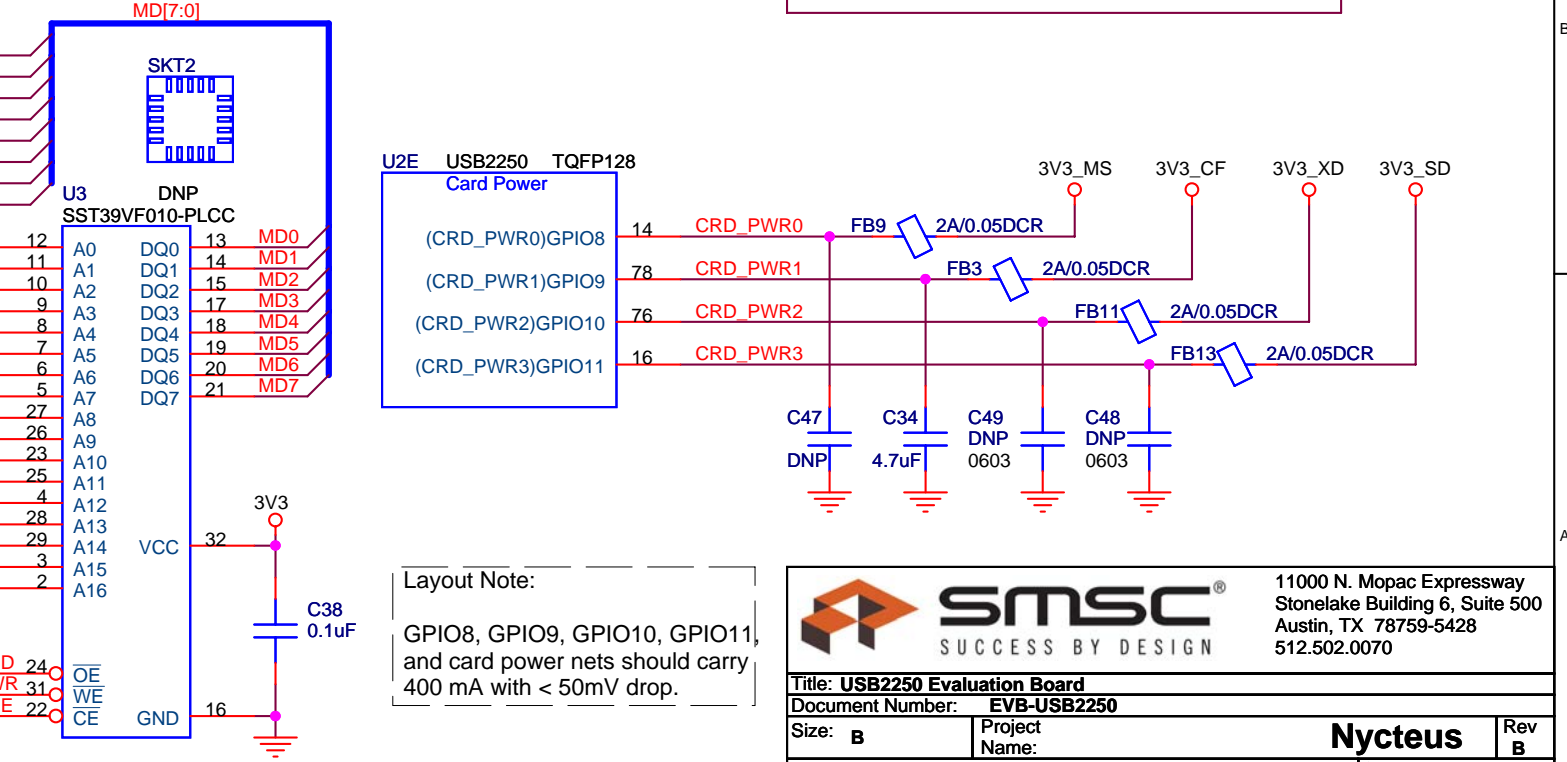 MD[7:0]
B
SKT2
U3 DNP
SST39VF010-PLCC
12 A0 DQ0 13 MD0
11 A1 DQ1 14 MD1
10 A2 DQ2 15 MD2
9 A3 DQ3 17 MD3
8 A4 DQ4 18 MD4
7 A5 DQ5 19 MD5
6 A6 DQ6 20 MD6
5 A7 DQ7 21 MD7
27 A8
26 A9
23 A10
25 A11
4 A12
28 A13
29 A14 VCC 32
3 A15
2 A16
D 24 OE
WR 31 WE
E 22 CE GND 16
3V3
C38
0.1uF
U2E USB2250 TQFP128
Card Power
(CRD_PWR0)GPIO8 14 CRD_PWR0
(CRD_PWR1)GPIO9 78 CRD_PWR1
(CRD_PWR2)GPIO10 76 CRD_PWR2
(CRD_PWR3)GPIO11 16 CRD_PWR3
3V3_MS 3V3_CF 3V3_XD 3V3_SD
FB9 2A/0.05DCR
FB3 2A/0.05DCR
FB11 2A/0.05DCR
FB13 2A/0.05DCR
C47
DNP
C34
4.7uF
C49
DNP
0603
C48
DNP
0603
A
Layout Note:
GPIO8, GPIO9, GPIO10, GPIO11,
and card power nets should carry
400 mA with < 50mV drop.
smsc®
SUCCESS BY DESIGN
11000 N. Mopac Expressway
Stonelake Building 6, Suite 500
Austin, TX 78759-5428
512.502.0070
Title: USB2250 Evaluation Board
Document Number: EVB-USB2250
Size: B
Project
Name: Nycteus
Rev
B